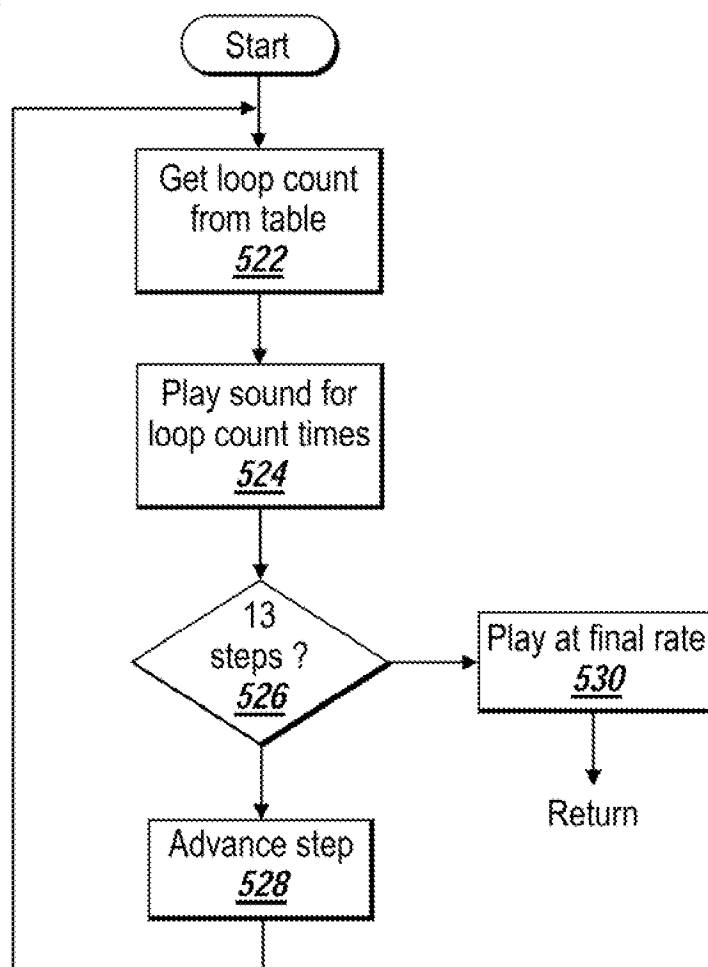 Start
Get loop count
from table
522
Play sound for
loop count times
524
13
steps ?
526
Play at final rate
530
Return
Advance step
528